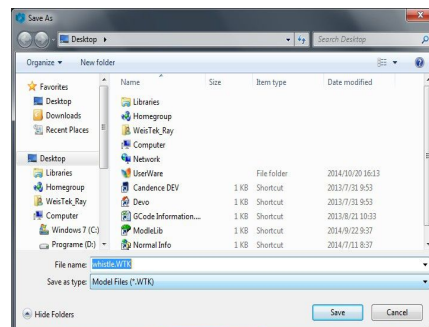 Save As
Desktop
Search Desktop
Organize New folder
Favorites
Desktop
Downloads
Recent Places
Desktop
Libraries
Homegroup
WeisTek_Ray
Computer
Windows 7 (C:)
Programe (D:)
Name Size Item type Date modified
Libraries
Homegroup
WeisTek_Ray
Computer
Network
UserWare File folder 2014/10/20 16:13
Candence DEV 1 KB Shortcut 2013/7/31 9:53
Devo 1 KB Shortcut 2013/7/31 9:53
GCode Information.... 1 KB Shortcut 2013/8/21 10:33
ModleLib 1 KB Shortcut 2014/9/22 9:37
Normal Info 1 KB Shortcut 2014/7/11 8:37
File name: whistle.WTK
Save as type: Model Files (*.WTK)
Hide Folders Save Cancel